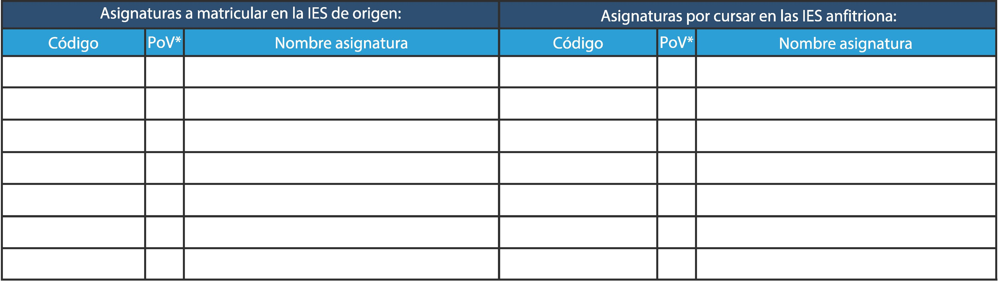 Asignaturas a matricular en la IES de origen:
Asignaturas por cursar en las IES anfitriona:
Código PoV* Nombre asignatura Código PoV* Nombre asignatura